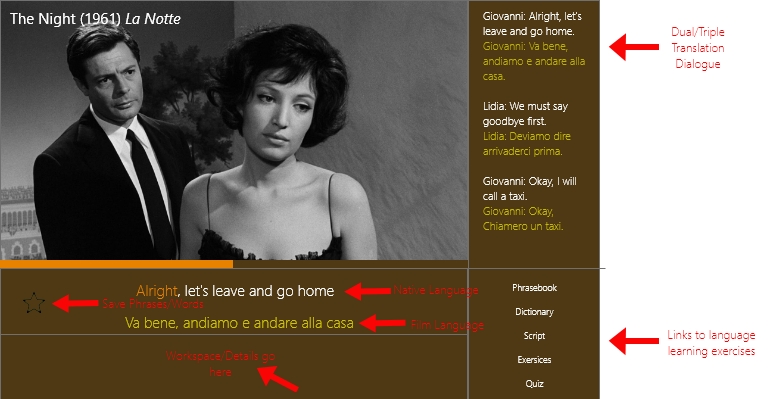 The Night (1961) La Notte
Giovanni: Alright, let's
leave and go home.
Giovanni: Va bene,
andiamo e andare alla
casa.
Lidia: We must say
goodbye first.
Lidia: Deviamo dire
arrivaderci prima.
Giovanni: Okay, I will
call a taxi.
Giovanni: Okay,
Chiamero un taxi.
Dual/Triple
Translation
Dialogue
Alright, let's leave and go home
Native Language
Save Phrases/Words
Va bene, andiamo e andare alla casa
Film Language
Workspace/Details go
here
Phrasebook
Dictionary
Script
Exersices
Quiz
Links to language
learning exercises